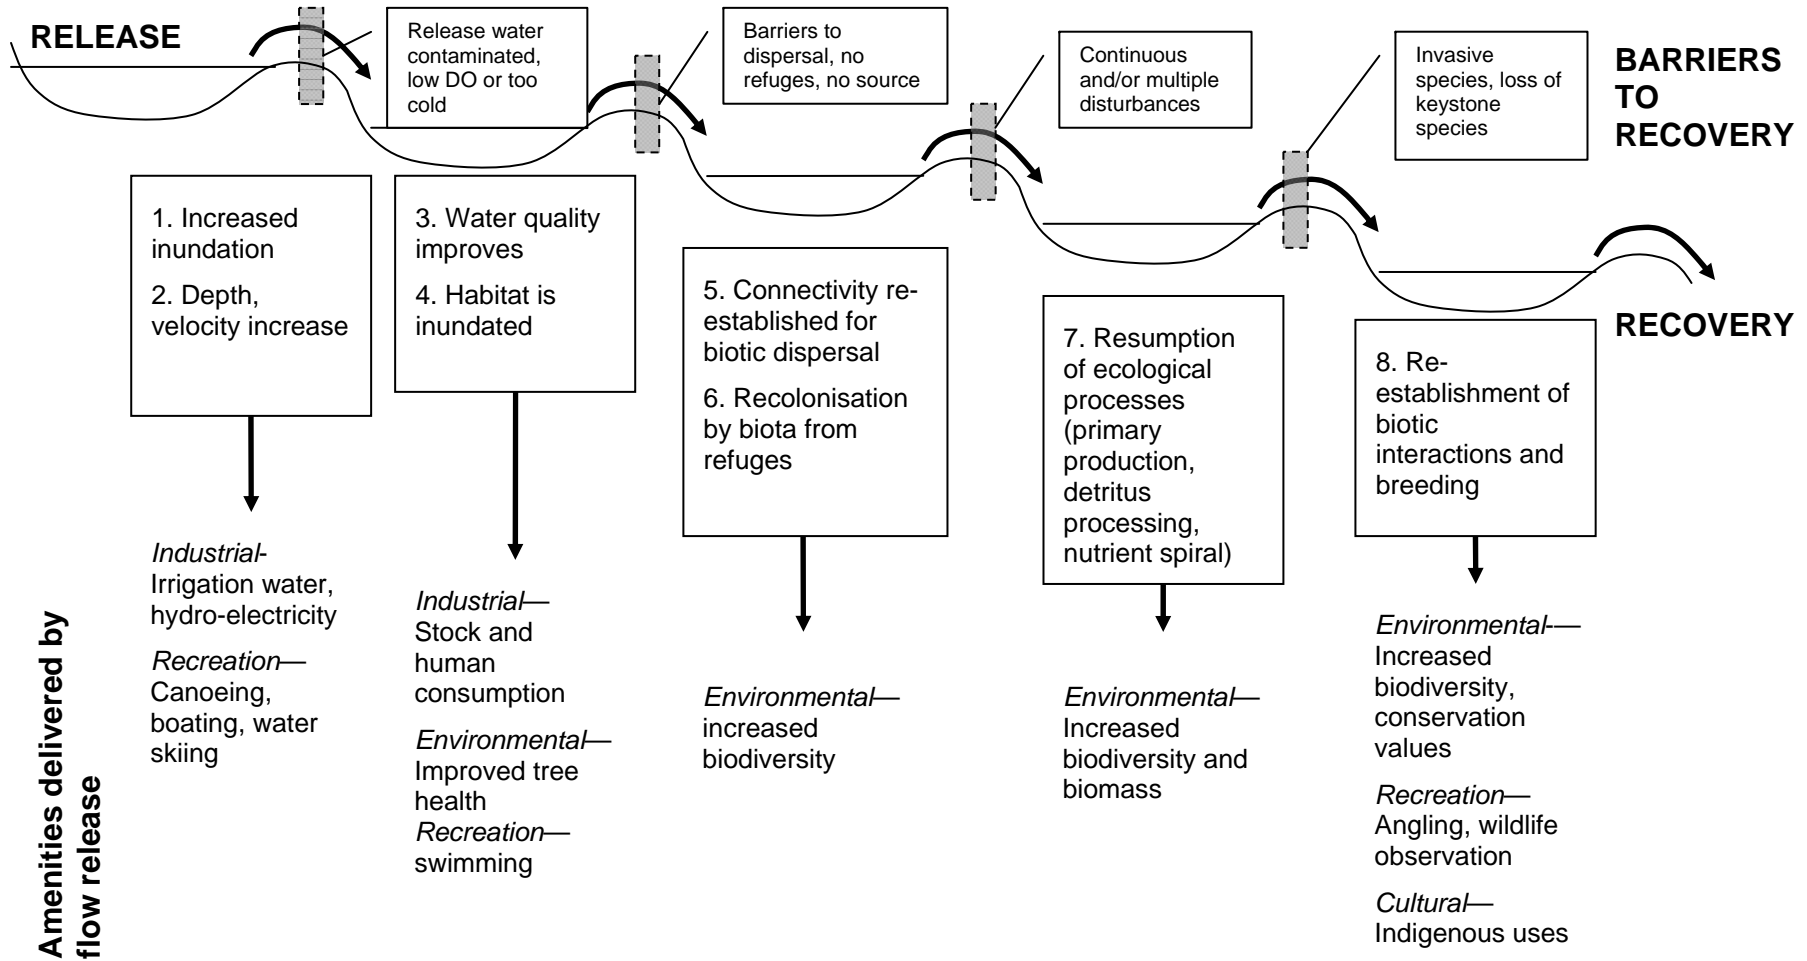 RELEASE
Release water
contaminated,
low DO or too
cold
Barriers to
dispersal, no
refuges, no source
Continuous
and/or multiple
disturbances
Invasive
species, loss of
keystone
species
BARRIERS
TO
RECOVERY
1. Increased
inundation
2. Depth,
velocity increase
3. Water quality
improves
4. Habitat is
inundated
5. Connectivity re-
established for
biotic dispersal
6. Recolonisation
by biota from
refuges
7. Resumption
of ecological
processes
(primary
production,
detritus
processing,
nutrient spiral)
8. Re-
establishment of
biotic
interactions and
breeding
RECOVERY
Amenities delivered by
flow release
Industrial-
Irrigation water,
hydro-electricity
Recreation—
Canoeing,
boating, water
skiing
Industrial—
Stock and
human
consumption
Environmental—
Improved tree
health
Recreation—
swimming
Environmental—
increased
biodiversity
Environmental—
Increased
biodiversity and
biomass
Environmental-—
Increased
biodiversity,
conservation
values
Recreation—
Angling, wildlife
observation
Cultural—
Indigenous uses